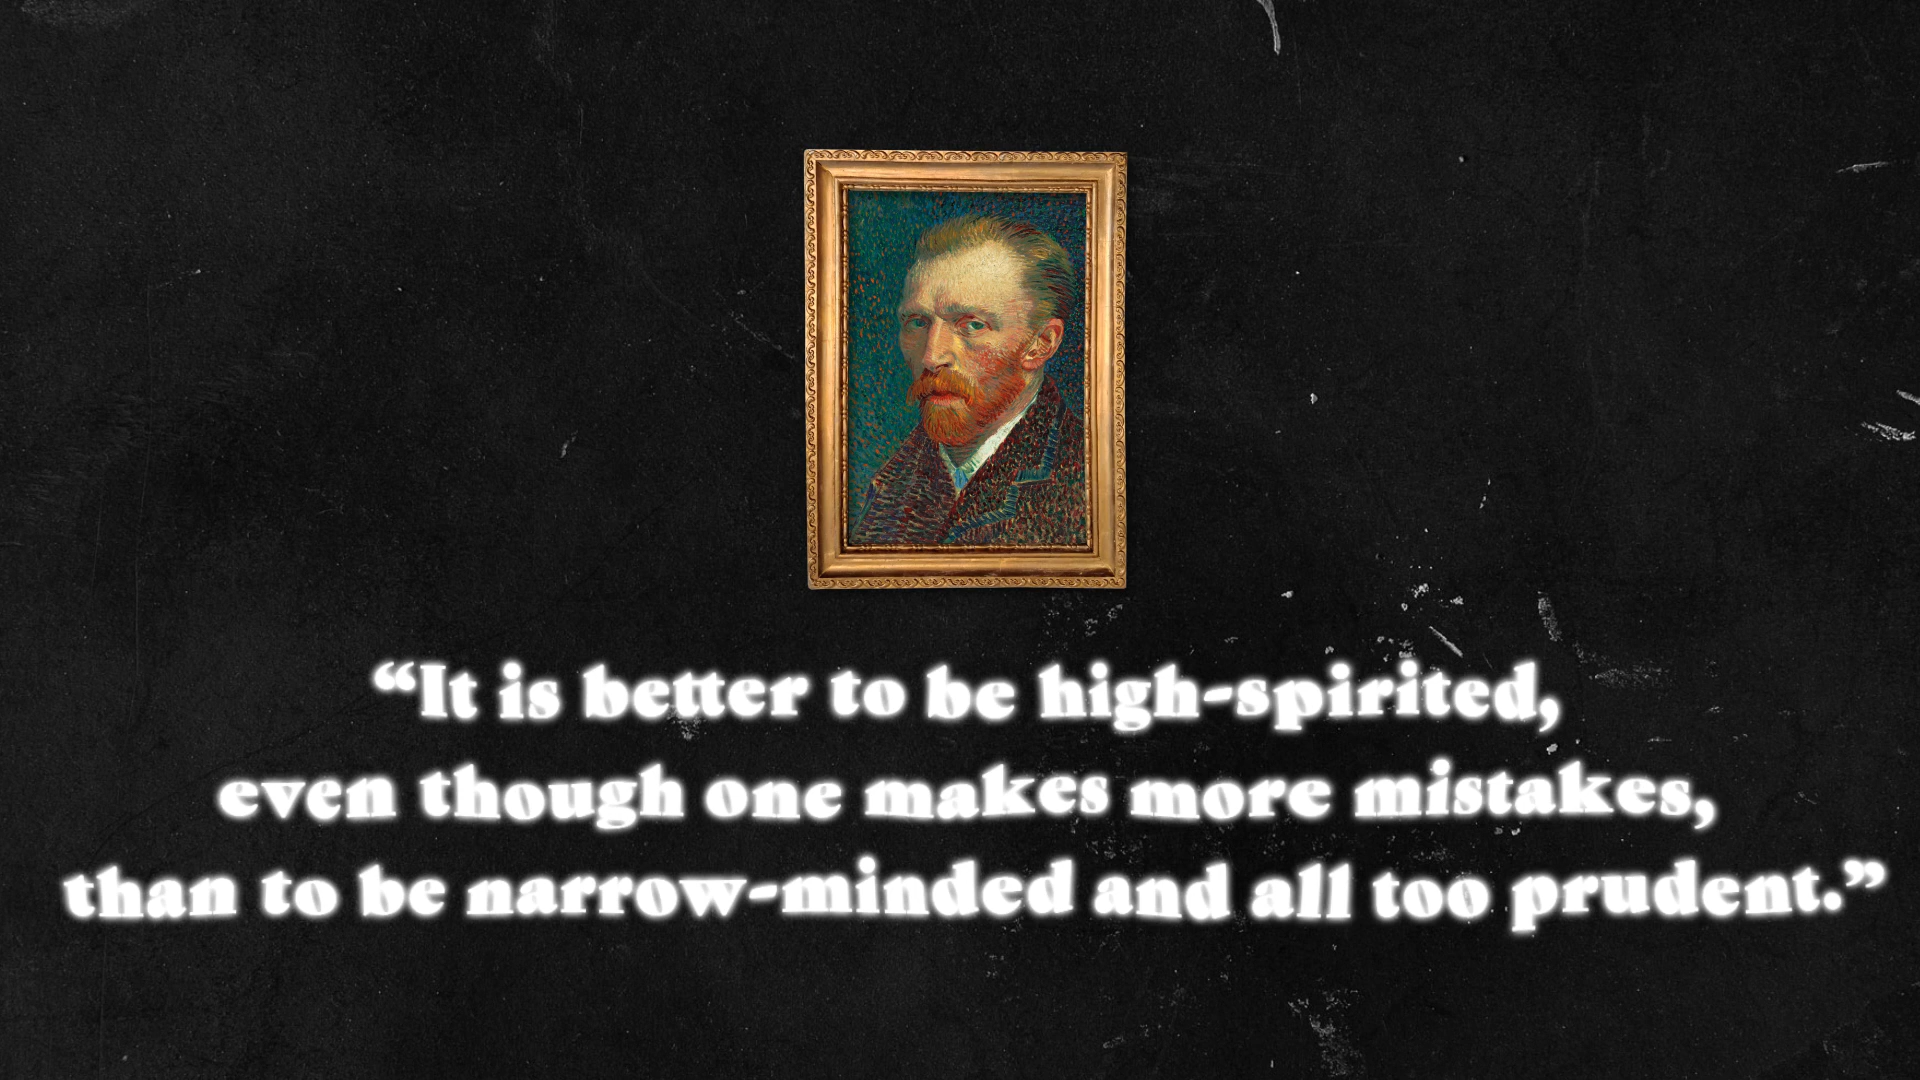 “It is better to be high-spirited,
even though one makes more mistakes,
than to be narrow-minded and all too prudent.”